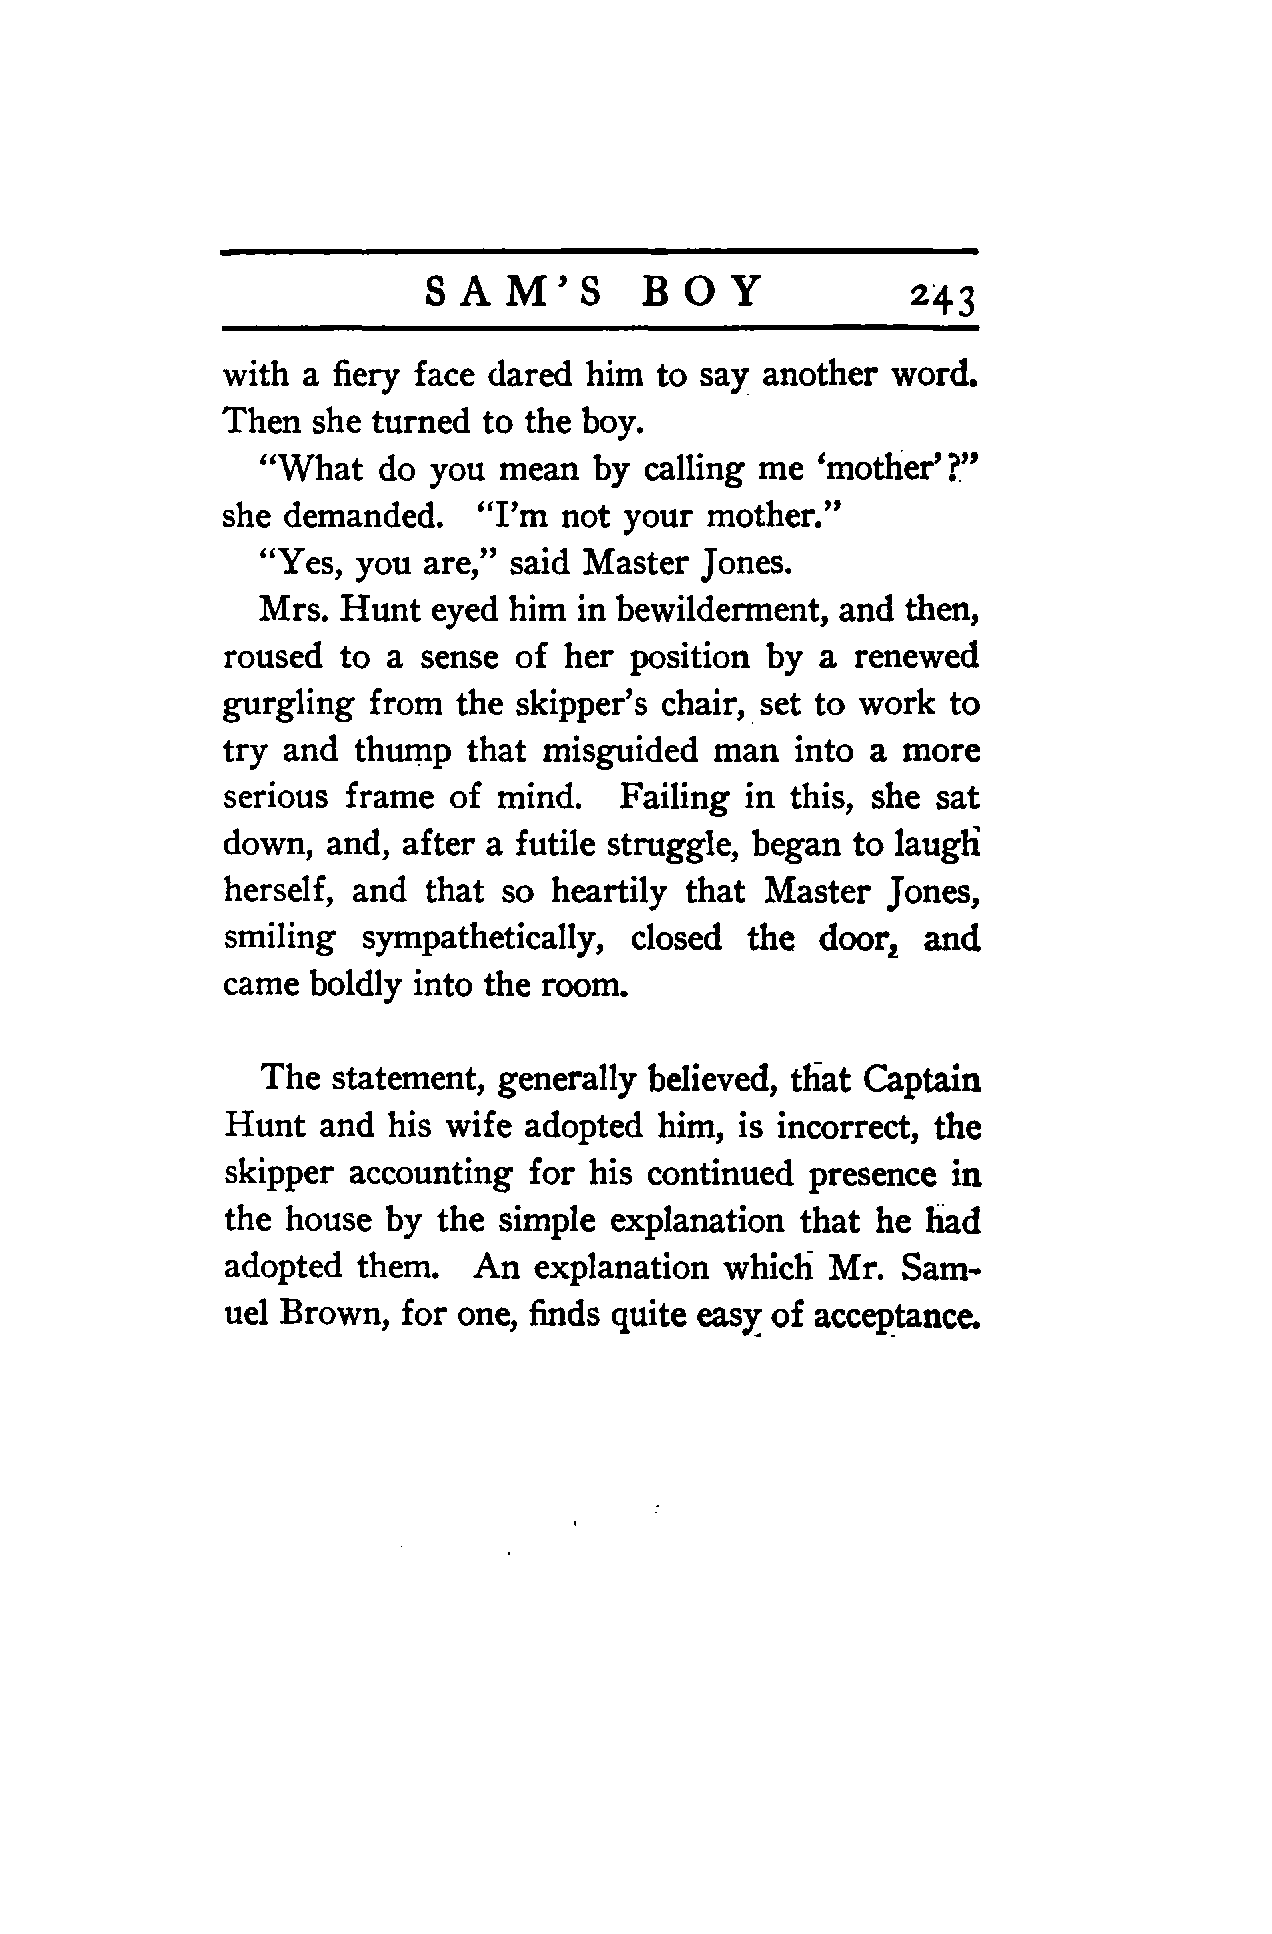 SAM'S BOY 243
with a fiery face dared him to say another word.
Then she turned to the boy.
“What do you mean by calling me ‘mother’?”
she demanded. “I’m not your mother.”
“Yes, you are,” said Master Jones.
Mrs. Hunt eyed him in bewilderment, and then,
roused to a sense of her position by a renewed
gurgling from the skipper’s chair, set to work to
try and thump that misguided man into a more
serious frame of mind. Failing in this, she sat
down, and, after a futile struggle, began to laugh
herself, and that so heartily that Master Jones,
smiling sympathetically, closed the door, and
came boldly into the room.
The statement, generally believed, that Captain
Hunt and his wife adopted him, is incorrect, the
skipper accounting for his continued presence in
the house by the simple explanation that he had
adopted them. An explanation which Mr. Sam-
uel Brown, for one, finds quite easy of acceptance.